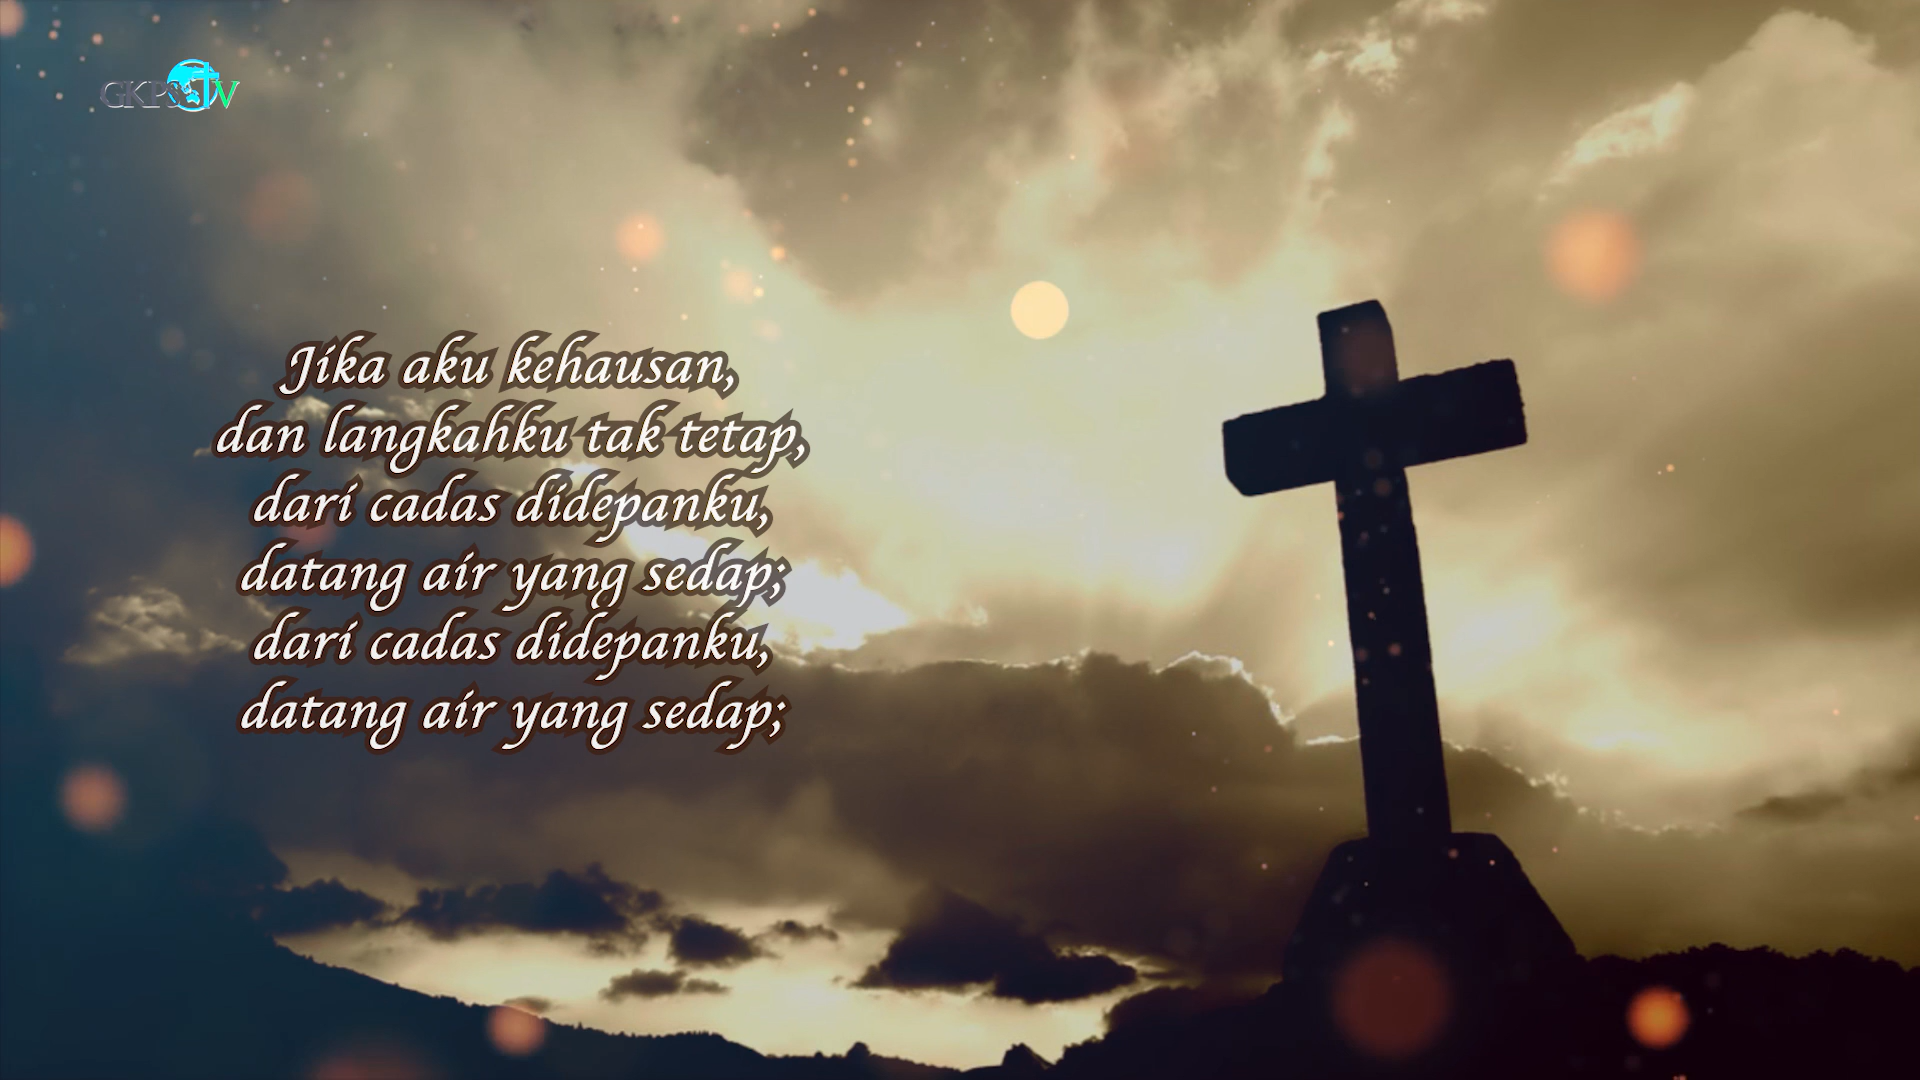 GKPS TV
Jika aku kehausan,
dan langkahku tak tetap,
dari cadas didepanku,
datang air yang sedap;
dari cadas didepanku,
datang air yang sedap;